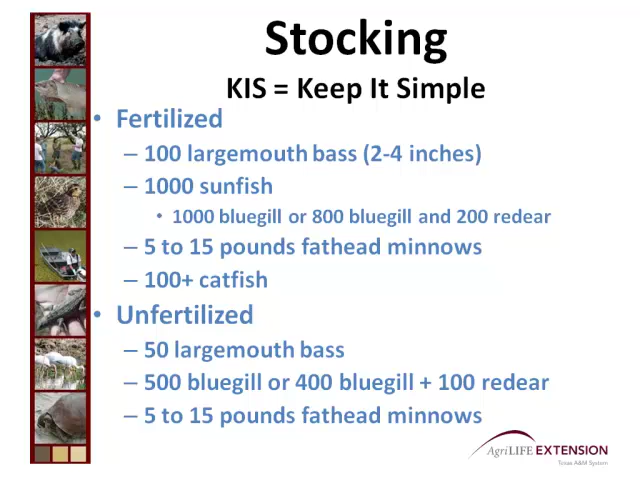 Stocking
KIS = Keep It Simple
• Fertilized
– 100 largemouth bass (2-4 inches)
– 1000 sunfish
• 1000 bluegill or 800 bluegill and 200 redear
– 5 to 15 pounds fathead minnows
– 100+ catfish
• Unfertilized
– 50 largemouth bass
– 500 bluegill or 400 bluegill + 100 redear
– 5 to 15 pounds fathead minnows
AgriLIFE EXTENSION
Texas A&M System